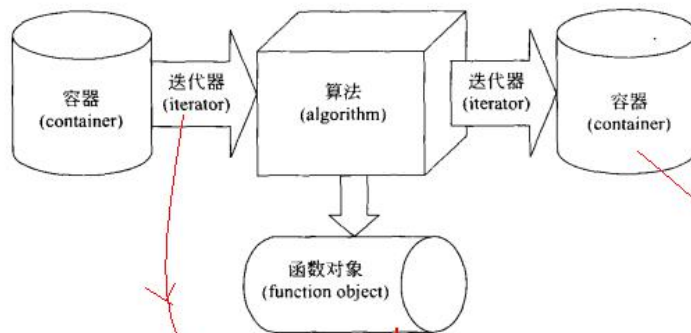 容器
(container)
迭代器
(iterator)
算法
(algorithm)
迭代器
(iterator)
容器
(container)
函数对象
(function object)